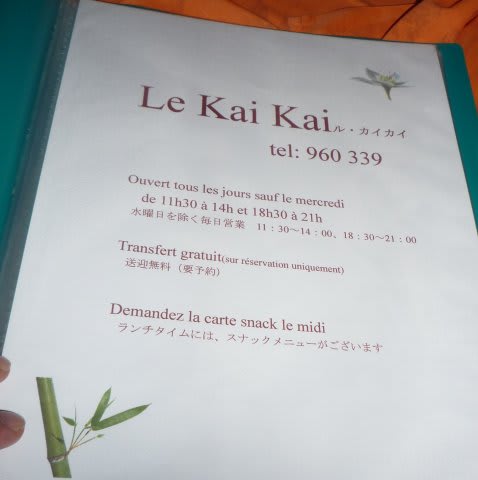 Le Kai Kai ル・カイカイ
tel: 960 339
Ouvert tous les jours sauf le mercredi
de 11h30 à 14h et 18h30 à 21h
水曜日を除く毎日営業 11：30～14：00、18：30～21：00
Transfert gratuit(sur réservation uniquement)
送迎無料（要予約）
Demandez la carte snack le midi
ランチタイムには、スナックメニューがございます